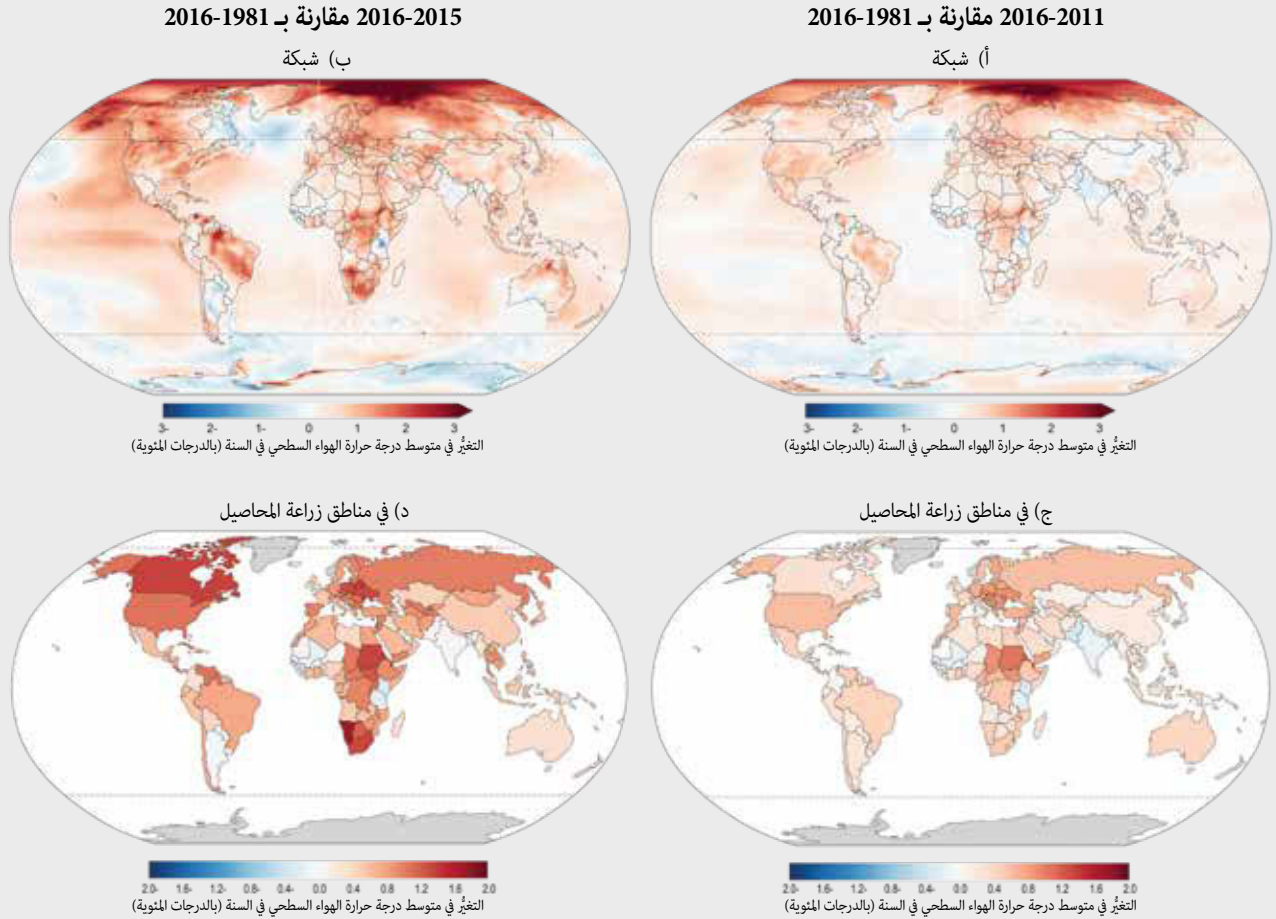 2016-2011 مقارنة بـ 1981-2016
أ) شبكة
3- 2- 1- 0 1 2 3
التغيُّر في متوسط درجة حرارة الهواء السطحي في السنة (بالدرجات المئوية)
2016-2015 مقارنة بـ 1981-2016
ب) شبكة
3- 2- 1- 0 1 2 3
التغيُّر في متوسط درجة حرارة الهواء السطحي في السنة (بالدرجات المئوية)
ج) في مناطق زراعة المحاصيل
2.0- 1.6- 1.2- 0.8- 0.4- 0.0 0.4 0.8 1.2 1.6 2.0
التغيُّر في متوسط درجة حرارة الهواء السطحي في السنة (بالدرجات المئوية)
د) في مناطق زراعة المحاصيل
2.0- 1.6- 1.2- 0.8- 0.4- 0.0 0.4 0.8 1.2 1.6 2.0
التغيُّر في متوسط درجة حرارة الهواء السطحي في السنة (بالدرجات المئوية)